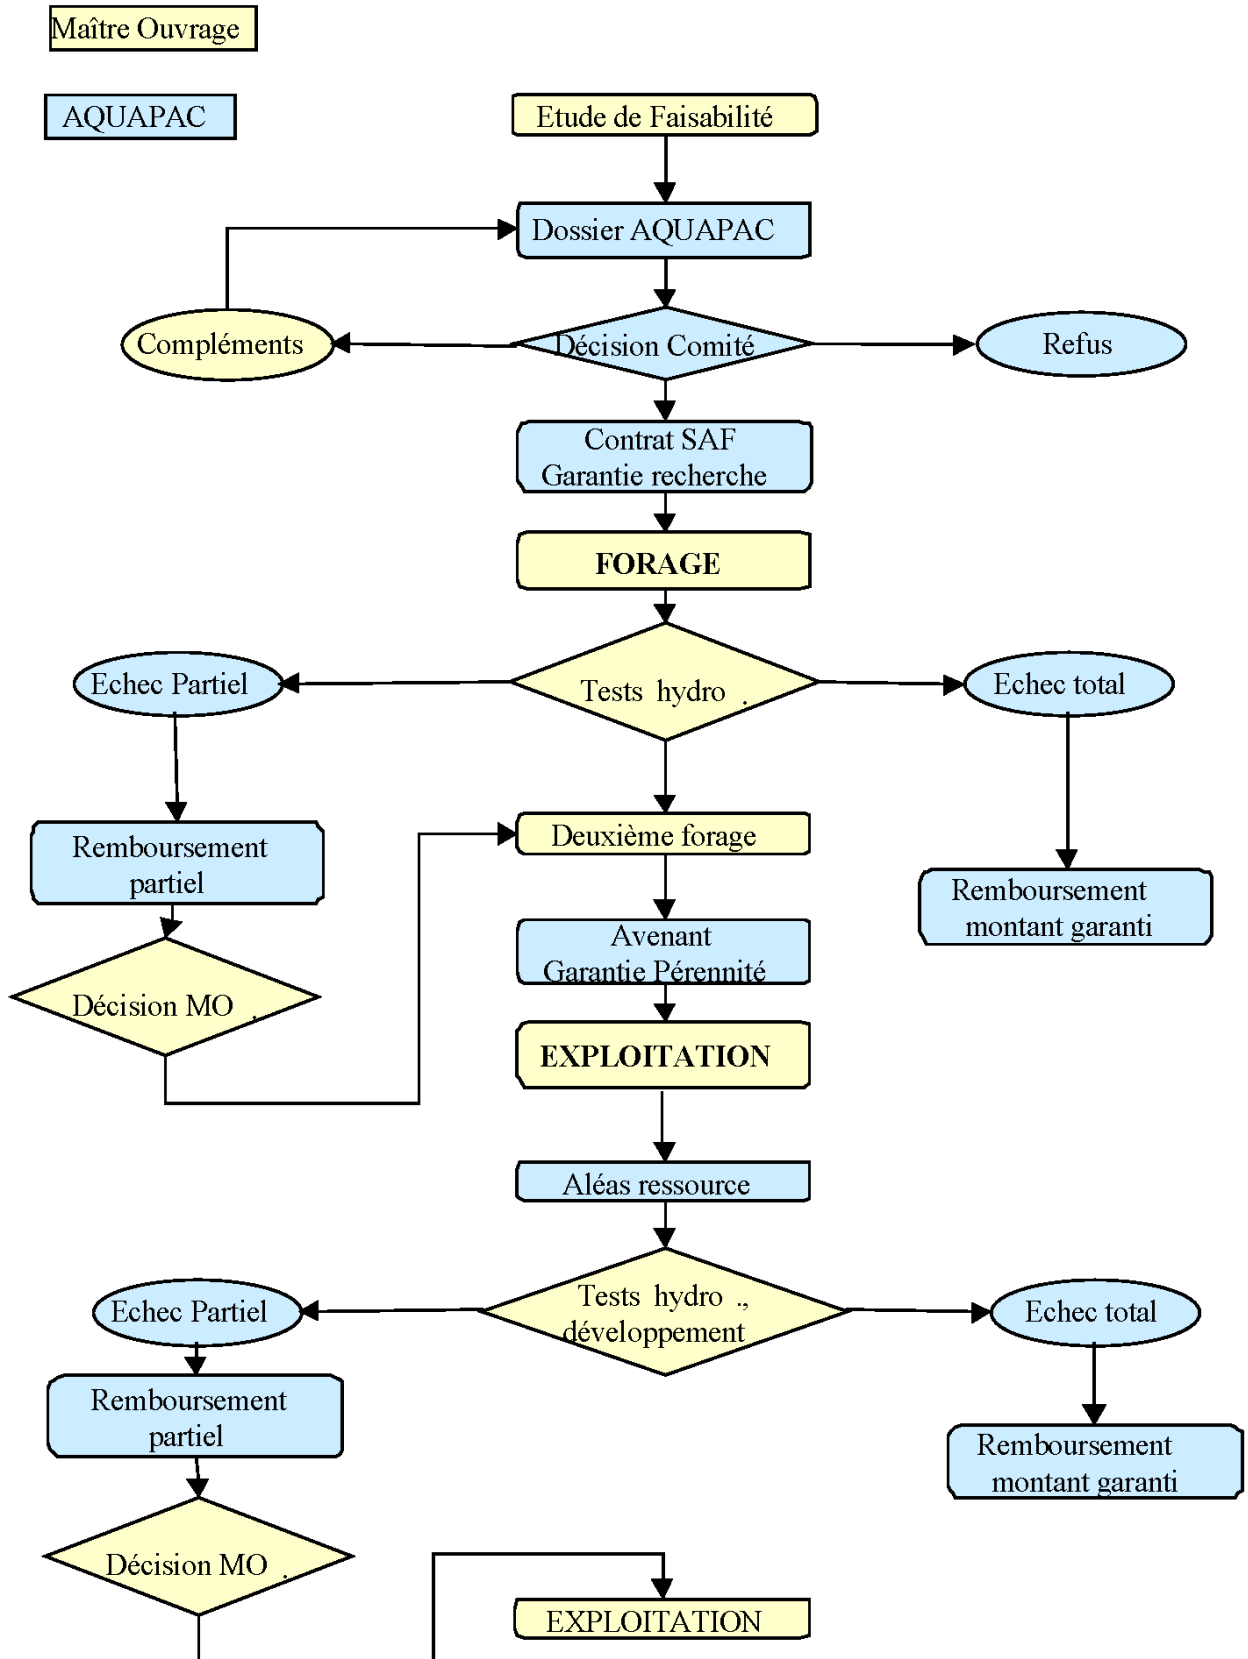 Maître Ouvrage
AQUAPAC
Etude de Faisabilité
Dossier AQUAPAC
Compléments
Décision Comité
Refus
Contrat SAF
Garantie recherche
FORAGE
Echec Partiel
Tests hydro .
Echec total
Remboursement
partiel
Deuxième forage
Remboursement
montant garanti
Avenant
Garantie Pérennité
Décision MO .
EXPLOITATION
Aléas ressource
Echec Partiel
Tests hydro .,
développement
Echec total
Remboursement
partiel
Remboursement
montant garanti
Décision MO .
EXPLOITATION